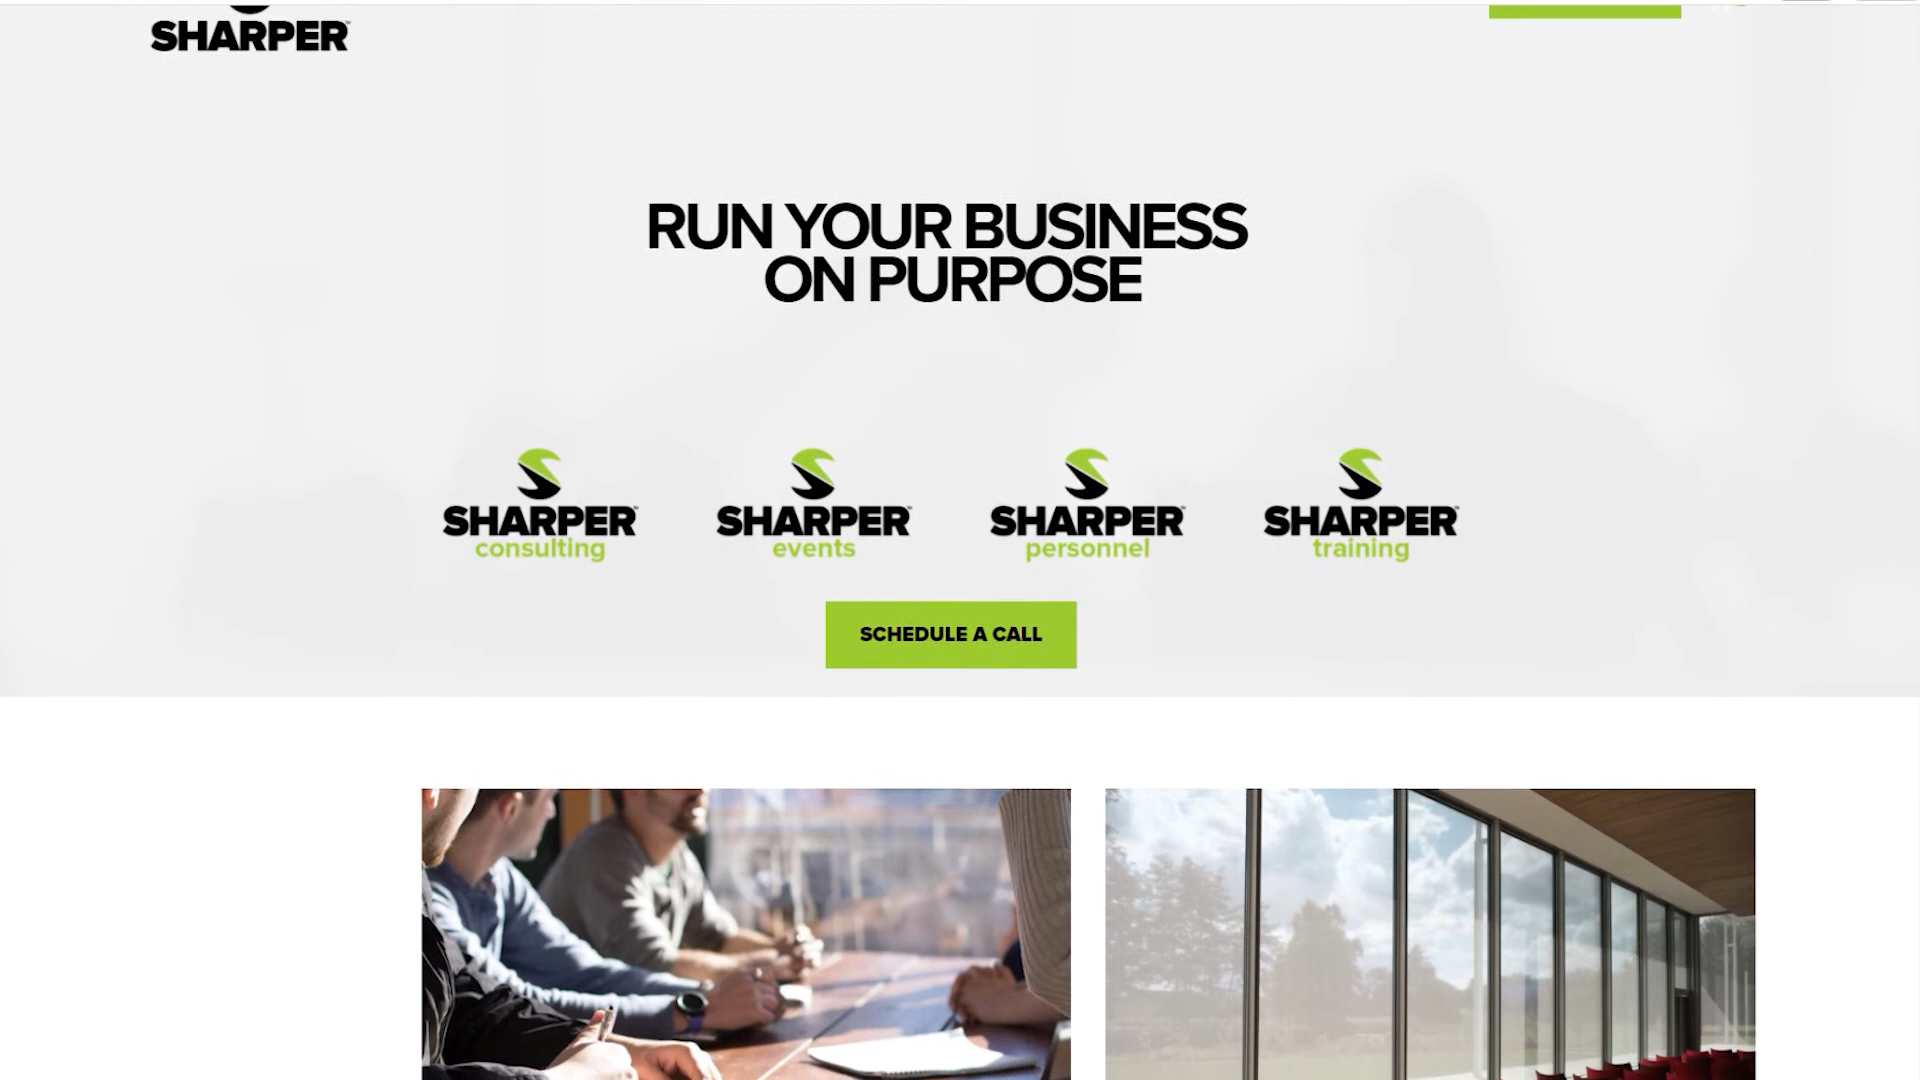 SHARPER
RUN YOUR BUSINESS
ON PURPOSE
SHARPER
consulting
SHARPER
events
SHARPER
personnel
SHARPER
training
SCHEDULE A CALL